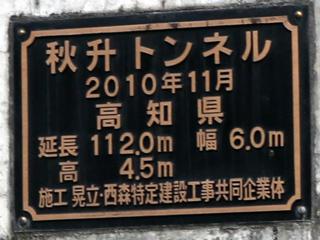 秋升トンネル
2010年11月
高知県
延長 112.0m 幅 6.0m
高 4.5m
施工 晃立・西森特定建設工事共同企業体